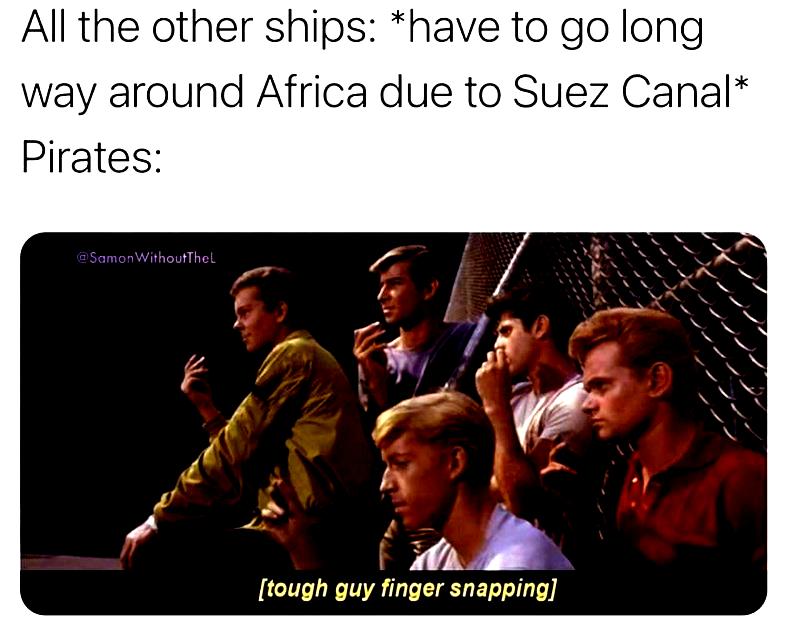 All the other ships: *have to go long
way around Africa due to Suez Canal*
Pirates:
@SamonWithoutTheL
[tough guy finger snapping]